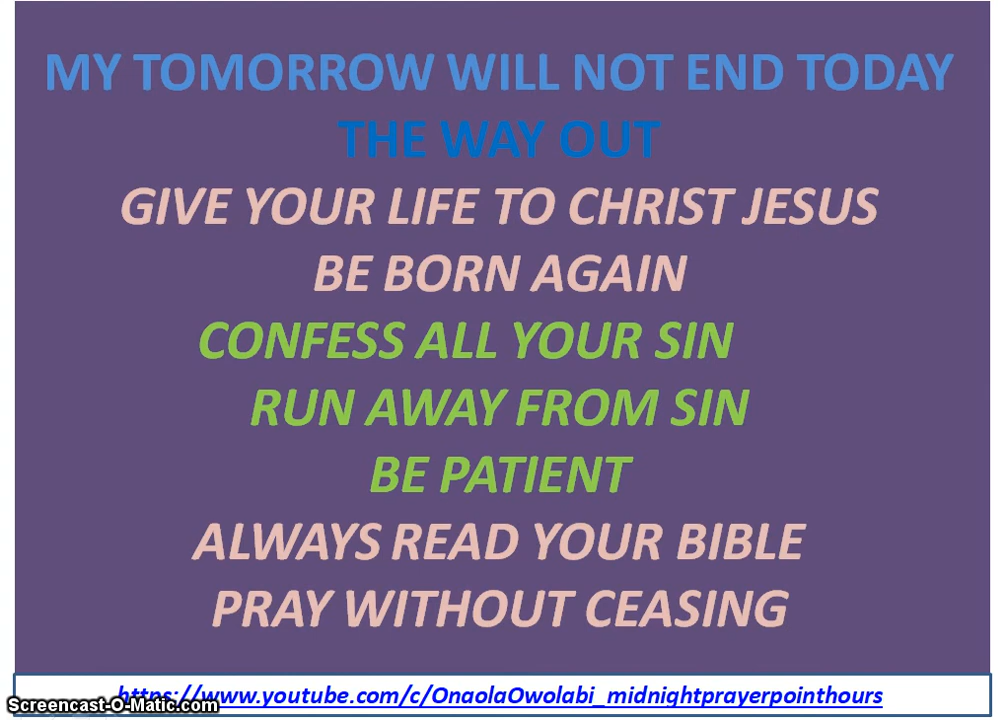 MY TOMORROW WILL NOT END TODAY
THE WAY OUT
GIVE YOUR LIFE TO CHRIST JESUS
BE BORN AGAIN
CONFESS ALL YOUR SIN
RUN AWAY FROM SIN
BE PATIENT
ALWAYS READ YOUR BIBLE
PRAY WITHOUT CEASING
https://www.youtube.com/c/OnaolaOwolabi_midnightprayerpointhours
Screencast-O-Matic.com